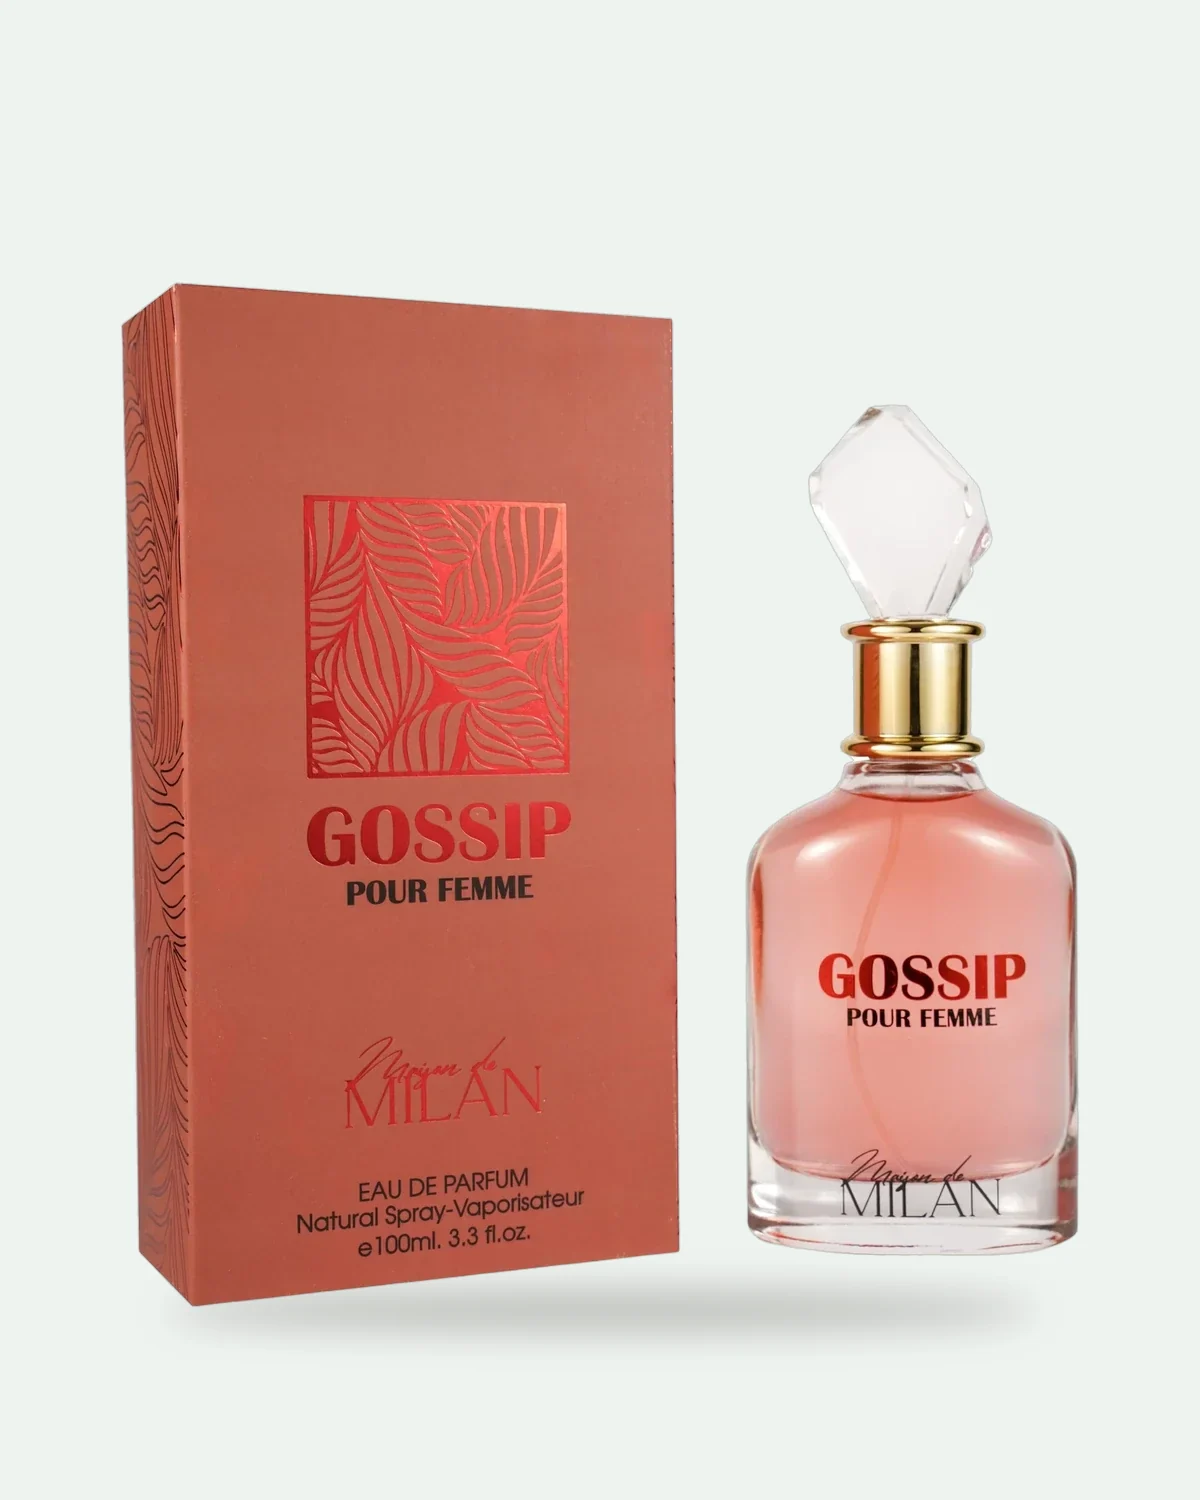 GOSSIP
POUR FEMME
Maison de
MILAN
EAU DE PARFUM
Natural Spray-Vaporisateur
e100ml. 3.3 fl.oz.
GOSSIP
POUR FEMME
Maison de
MILAN